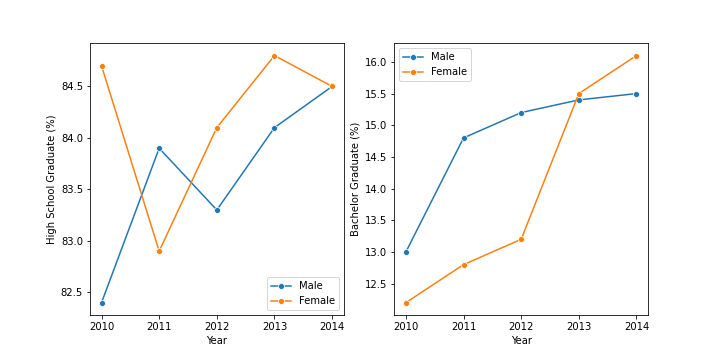 High School Graduate (%)
84.5
84.0
83.5
83.0
82.5
2010 2011 2012 2013 2014
Year
Male
Female
Bachelor Graduate (%)
16.0
15.5
15.0
14.5
14.0
13.5
13.0
12.5
2010 2011 2012 2013 2014
Year
Male
Female